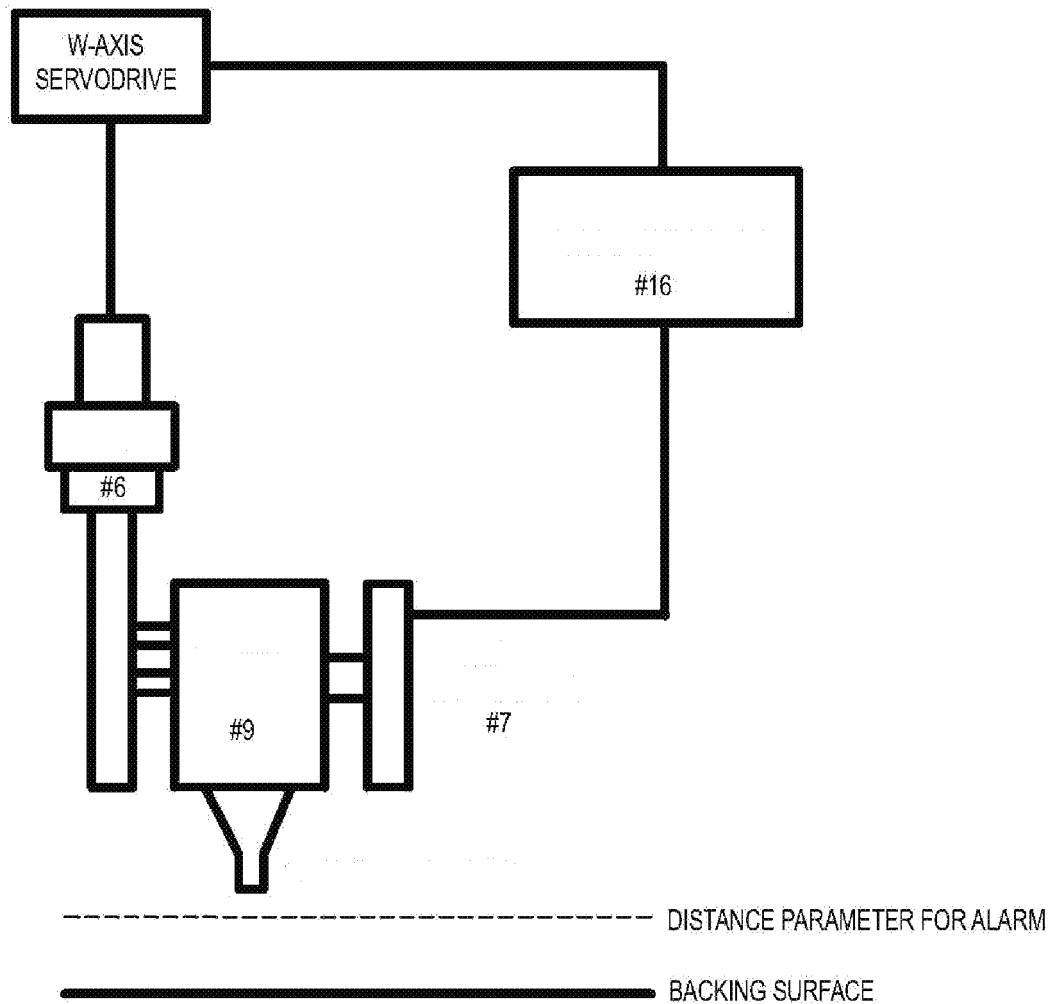 W-AXIS
SERVODRIVE
#16
#6
#9
#7
DISTANCE PARAMETER FOR ALARM
BACKING SURFACE